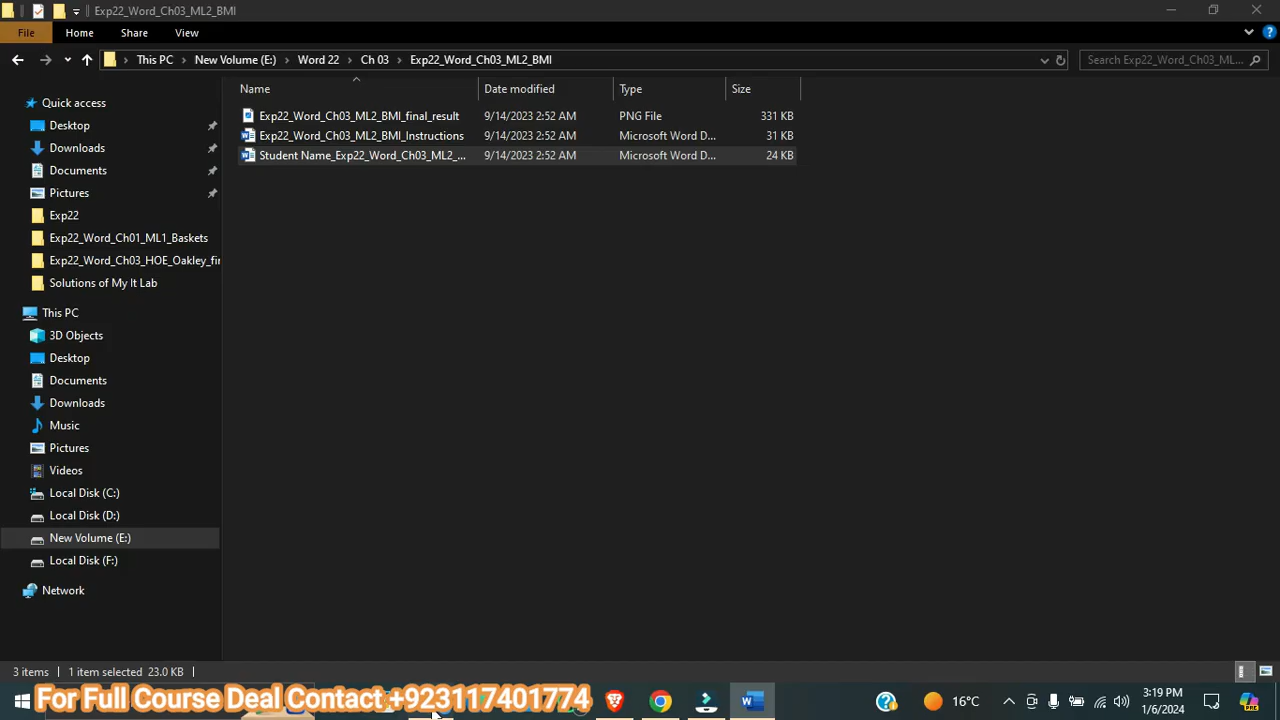 Exp22_Word_Ch03_ML2_BMI
File Home Share View
This PC New Volume (E:) Word 22 Ch 03 Exp22_Word_Ch03_ML2_BMI
Search Exp22_Word_Ch03_ML...
Name Date modified Type Size
Exp22_Word_Ch03_ML2_BMI_final_result 9/14/2023 2:52 AM PNG File 331 KB
Exp22_Word_Ch03_ML2_BMI_Instructions 9/14/2023 2:52 AM Microsoft Word D... 31 KB
Student Name_Exp22_Word_Ch03_ML2_... 9/14/2023 2:52 AM Microsoft Word D... 24 KB
Quick access
Desktop
Downloads
Documents
Pictures
Exp22
Exp22_Word_Ch01_ML1_Baskets
Exp22_Word_Ch03_HOE_Oakley_fir
Solutions of My It Lab
This PC
3D Objects
Desktop
Documents
Downloads
Music
Pictures
Videos
Local Disk (C:)
Local Disk (D:)
New Volume (E:)
Local Disk (F:)
Network
3 items 1 item selected 23.0 KB
For Full Course Deal Contact +923117401774
16°C
3:19 PM
1/6/2024